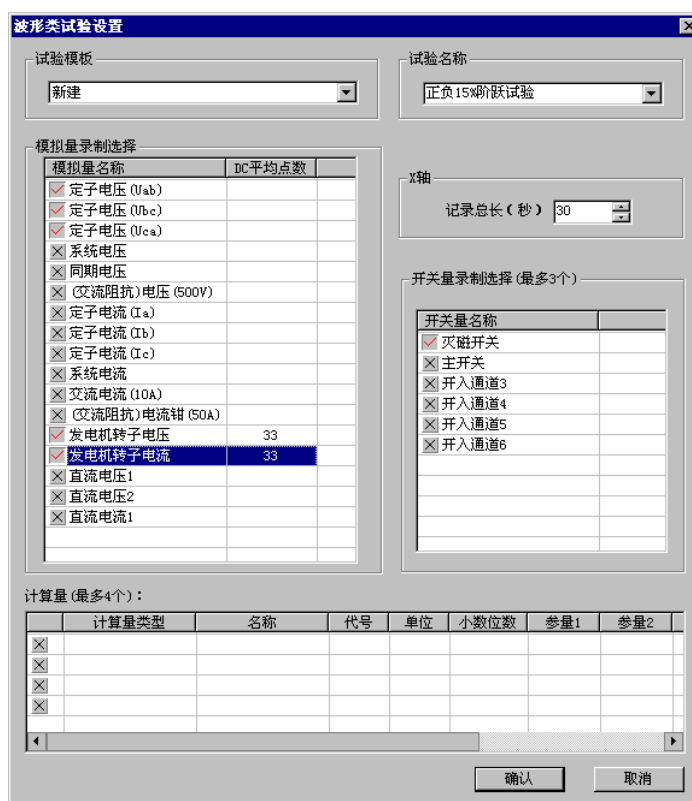 波形类试验设置
试验模板
新建
试验名称
正负15%阶跃试验
模拟量录制选择
模拟量名称 DC平均点数
定子电压(Uab)
定子电压(Ubc)
定子电压(Uca)
系统电压
同期电压
(交流阻抗)电压(500V)
定子电流(Ia)
定子电流(Ib)
定子电流(Ic)
系统电流
交流电流(10A)
(交流阻抗)电流钳(50A)
发电机转子电压 33
发电机转子电流 33
直流电压1
直流电压2
直流电流1
X轴
记录总长(秒) 30
开关量录制选择(最多3个)
开关量名称
灭磁开关
主开关
开入通道3
开入通道4
开入通道5
开入通道6
计算量(最多4个):
计算量类型 名称 代号 单位 小数位数 参量1 参量2
确认 取消